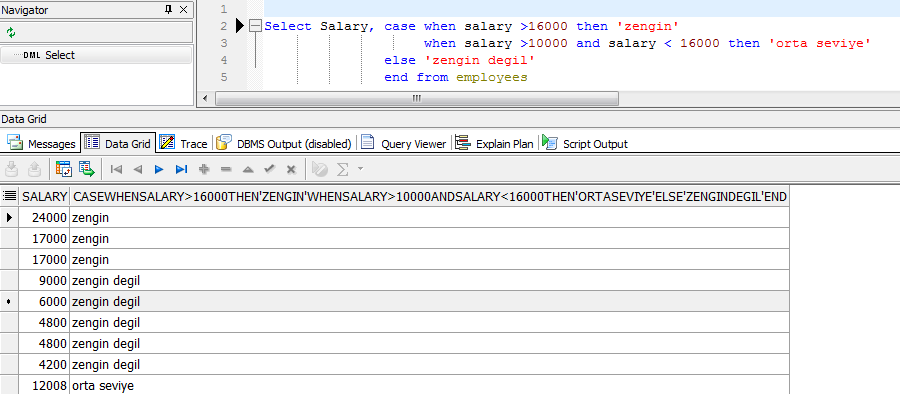 Navigator
DML Select
1
2 Select Salary, case when salary >16000 then 'zengin'
3 when salary >10000 and salary < 16000 then 'orta seviye'
4 else 'zengin degil'
5 end from employees
Data Grid
Messages Data Grid Trace DBMS Output (disabled) Query Viewer Explain Plan Script Output
SALARY CASEWHENSALARY>16000THEN'ZENGIN'WHENSALARY>10000ANDSALARY<16000THEN'ORTASEVIYE'ELSE'ZENGINDEGIL'END
24000 zengin
17000 zengin
17000 zengin
9000 zengin degil
6000 zengin degil
4800 zengin degil
4800 zengin degil
4200 zengin degil
12008 orta seviye